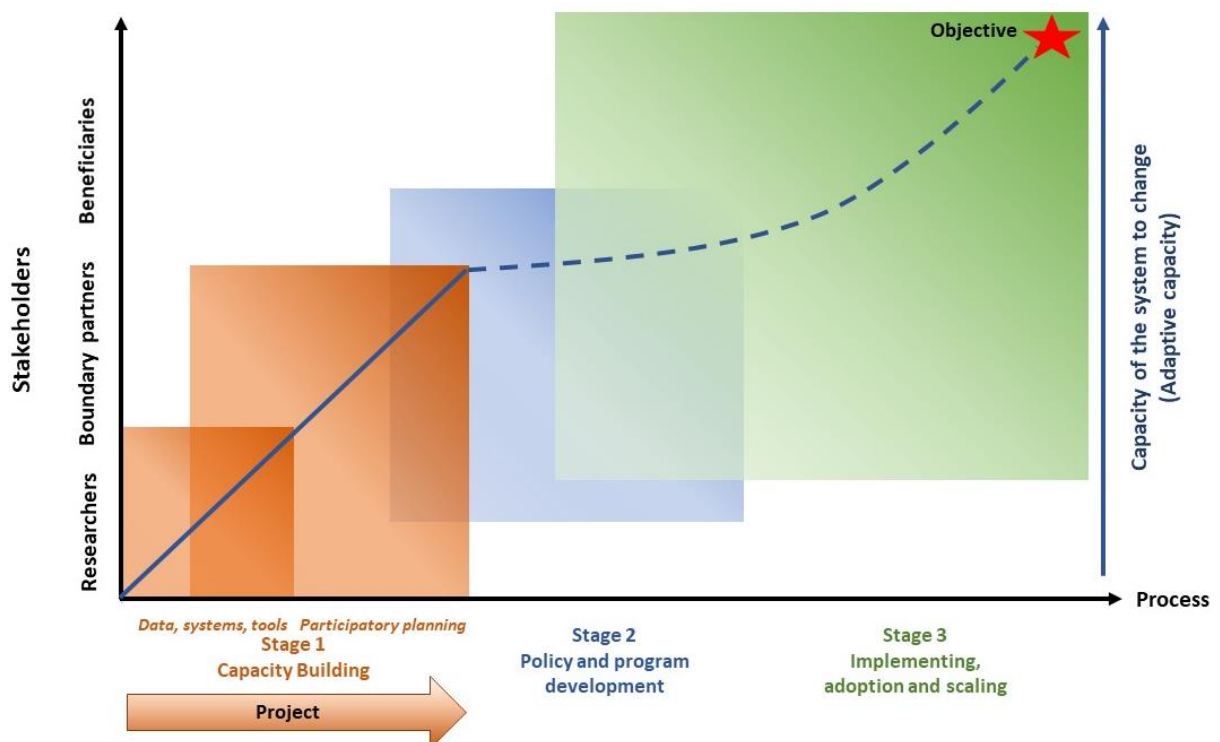 Objective
Stakeholders
Beneficiaries
Boundary partners
Researchers
Capacity of the system to change
(Adaptive capacity)
Process
Data, systems, tools Participatory planning
Stage 1
Capacity Building
Project
Stage 2
Policy and program
development
Stage 3
Implementing,
adoption and scaling